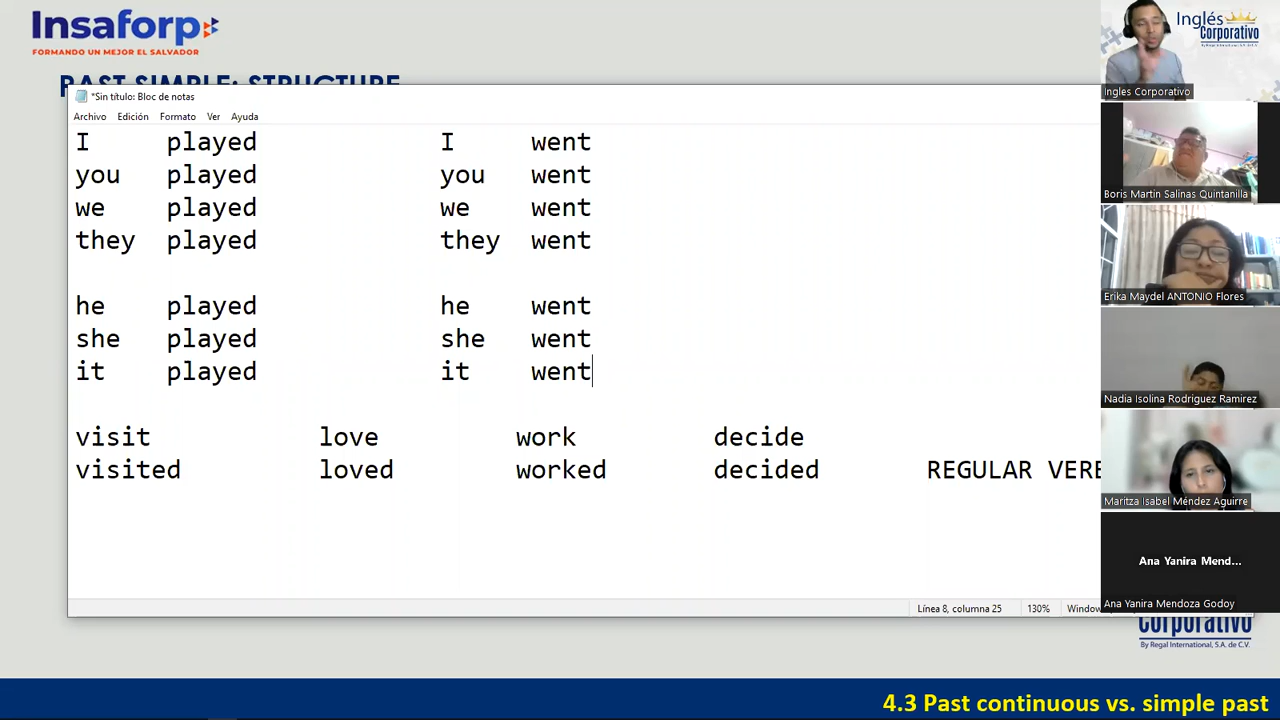 Insaforp
FORMANDO UN MEJOR EL SALVADOR
PAST SIMPLE: STRUCTURE
*Sin título: Bloc de notas
Archivo Edición Formato Ver Ayuda
I played I went
you played you went
we played we went
they played they went
he played he went
she played she went
it played it went
visit love work decide
visited loved worked decided REGULAR VERB
Línea 8, columna 25 130% Window
Inglés
Corporativo
By Regal International, S.A. de C.V.
Ingles Corporativo
Boris Martin Salinas Quintanilla
Erika Maydel ANTONIO Flores
Nadia Isolina Rodriguez Ramirez
Maritza Isabel Méndez Aguirre
Ana Yanira Mend...
Ana Yanira Mendoza Godoy
Corporativo
By Regal International, S.A. de C.V.
4.3 Past continuous vs. simple past